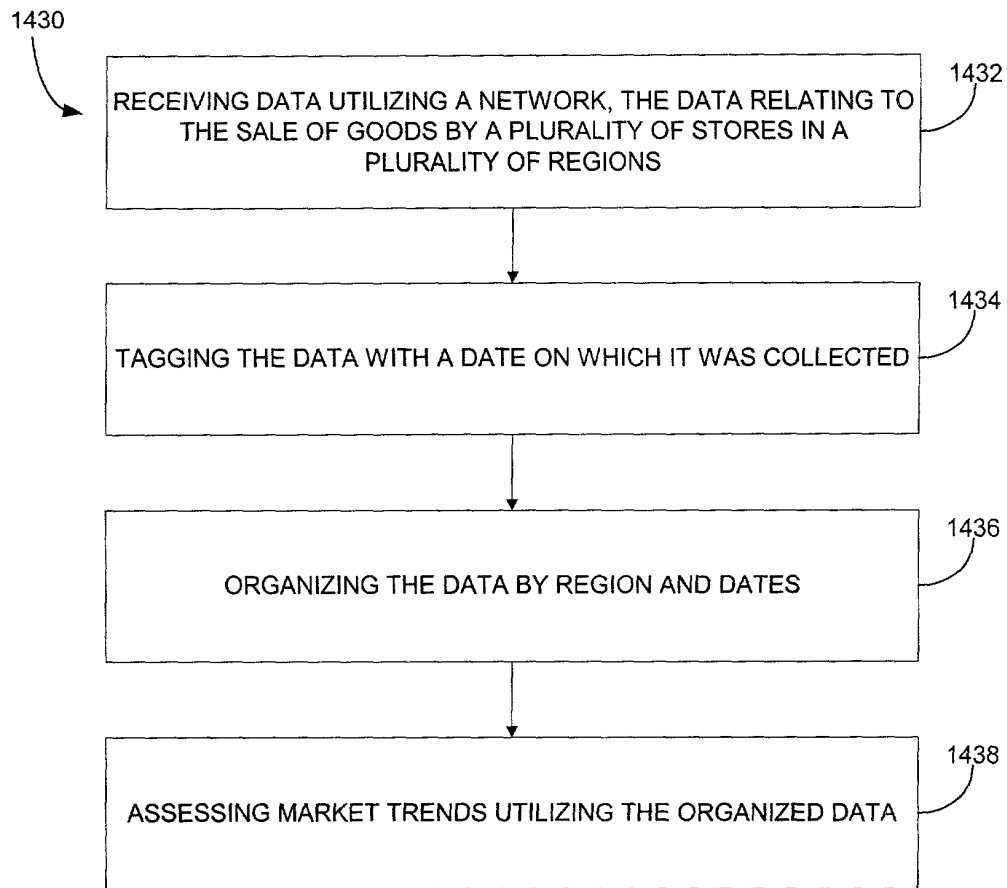 1430
1432
RECEIVING DATA UTILIZING A NETWORK, THE DATA RELATING TO
THE SALE OF GOODS BY A PLURALITY OF STORES IN A
PLURALITY OF REGIONS
1434
TAGGING THE DATA WITH A DATE ON WHICH IT WAS COLLECTED
1436
ORGANIZING THE DATA BY REGION AND DATES
1438
ASSESSING MARKET TRENDS UTILIZING THE ORGANIZED DATA